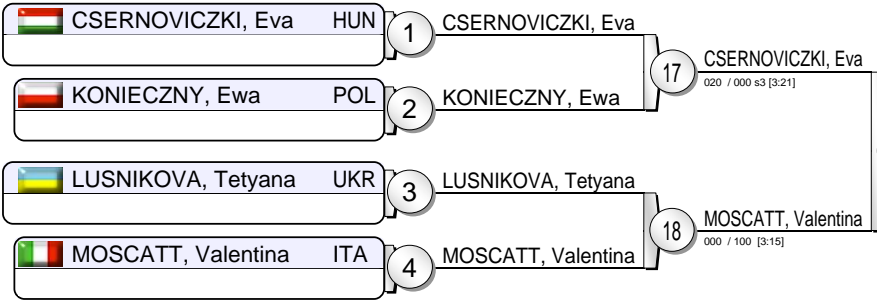 CSERNOVICZKI, Eva HUN
1
CSERNOVICZKI, Eva
17
CSERNOVICZKI, Eva
020 / 000 s3 [3:21]
KONIECZNY, Ewa POL
2
KONIECZNY, Ewa
LUSNIKOVA, Tetyana UKR
3
LUSNIKOVA, Tetyana
18
MOSCATT, Valentina
000 / 100 [3:15]
MOSCATT, Valentina ITA
4
MOSCATT, Valentina